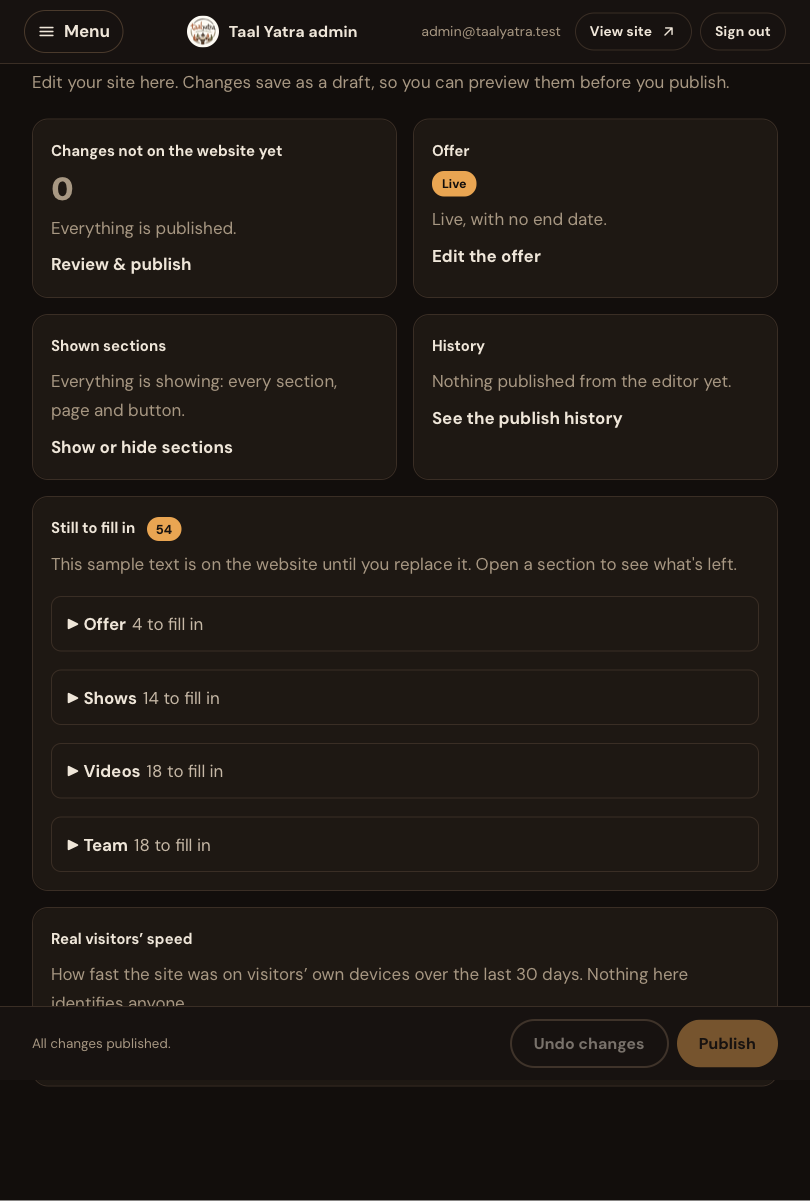 Menu
Taal Yatra admin
admin@taalyatra.test
View site
Sign out
Edit your site here. Changes save as a draft, so you can preview them before you publish.
Changes not on the website yet
0
Everything is published.
Review & publish
Offer
Live
Live, with no end date.
Edit the offer
Shown sections
Everything is showing: every section,
page and button.
Show or hide sections
History
Nothing published from the editor yet.
See the publish history
Still to fill in 54
This sample text is on the website until you replace it. Open a section to see what's left.
Offer 4 to fill in
Shows 14 to fill in
Videos 18 to fill in
Team 18 to fill in
Real visitors’ speed
How fast the site was on visitors’ own devices over the last 30 days. Nothing here
identifies anyone.
All changes published.
Undo changes
Publish